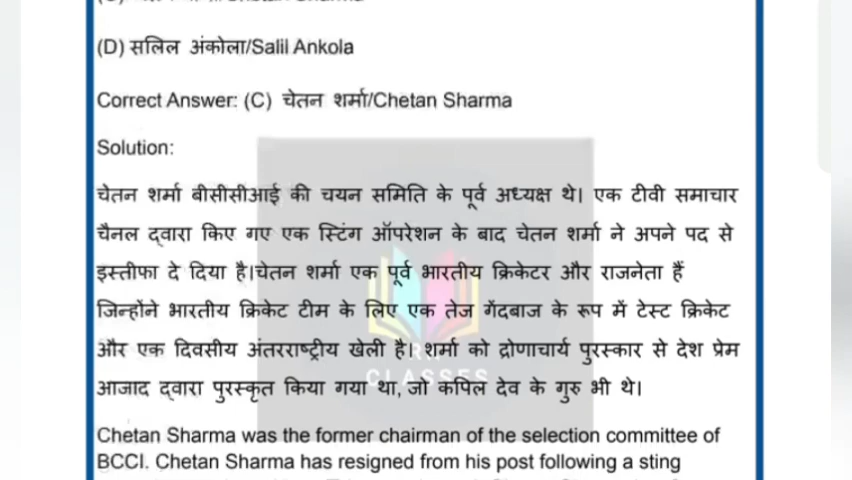 (D) सलिल अंकोला/Salil Ankola
Correct Answer: (C) चेतन शर्मा/Chetan Sharma
Solution:
चेतन शर्मा बीसीसीआई की चयन समिति के पूर्व अध्यक्ष थे। एक टीवी समाचार
चैनल द्वारा किए गए एक स्टिंग ऑपरेशन के बाद चेतन शर्मा ने अपने पद से
इस्तीफा दे दिया है।चेतन शर्मा एक पूर्व भारतीय क्रिकेटर और राजनेता हैं
जिन्होंने भारतीय क्रिकेट टीम के लिए एक तेज गेंदबाज के रूप में टेस्ट क्रिकेट
और एक दिवसीय अंतरराष्ट्रीय खेली है। शर्मा को द्रोणाचार्य पुरस्कार से देश प्रेम
आजाद द्वारा पुरस्कृत किया गया था, जो कपिल देव के गुरु भी थे।
CLASSES
Chetan Sharma was the former chairman of the selection committee of
BCCI. Chetan Sharma has resigned from his post following a sting